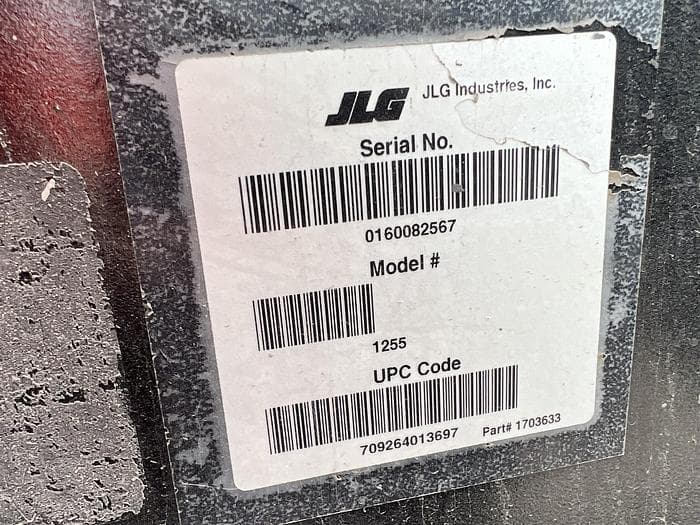 JLG JLG Industries, Inc.
Serial No.
0160082567
Model #
1255
UPC Code
709264013697 Part# 1703633